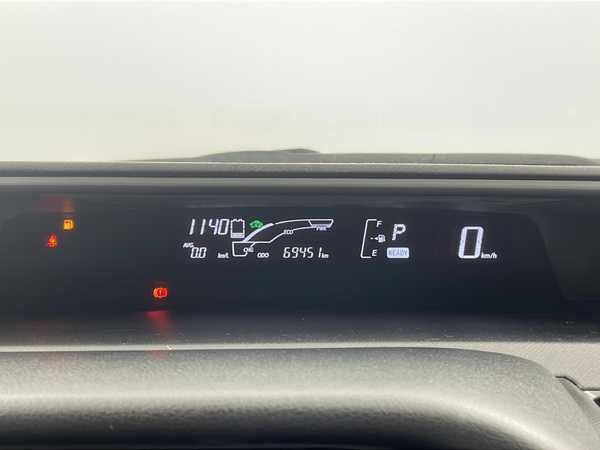 1140
ECO
PWR
AVG
0.0 km/L
CHG
ODO 69451 km
F
E
P
READY
0 km/h